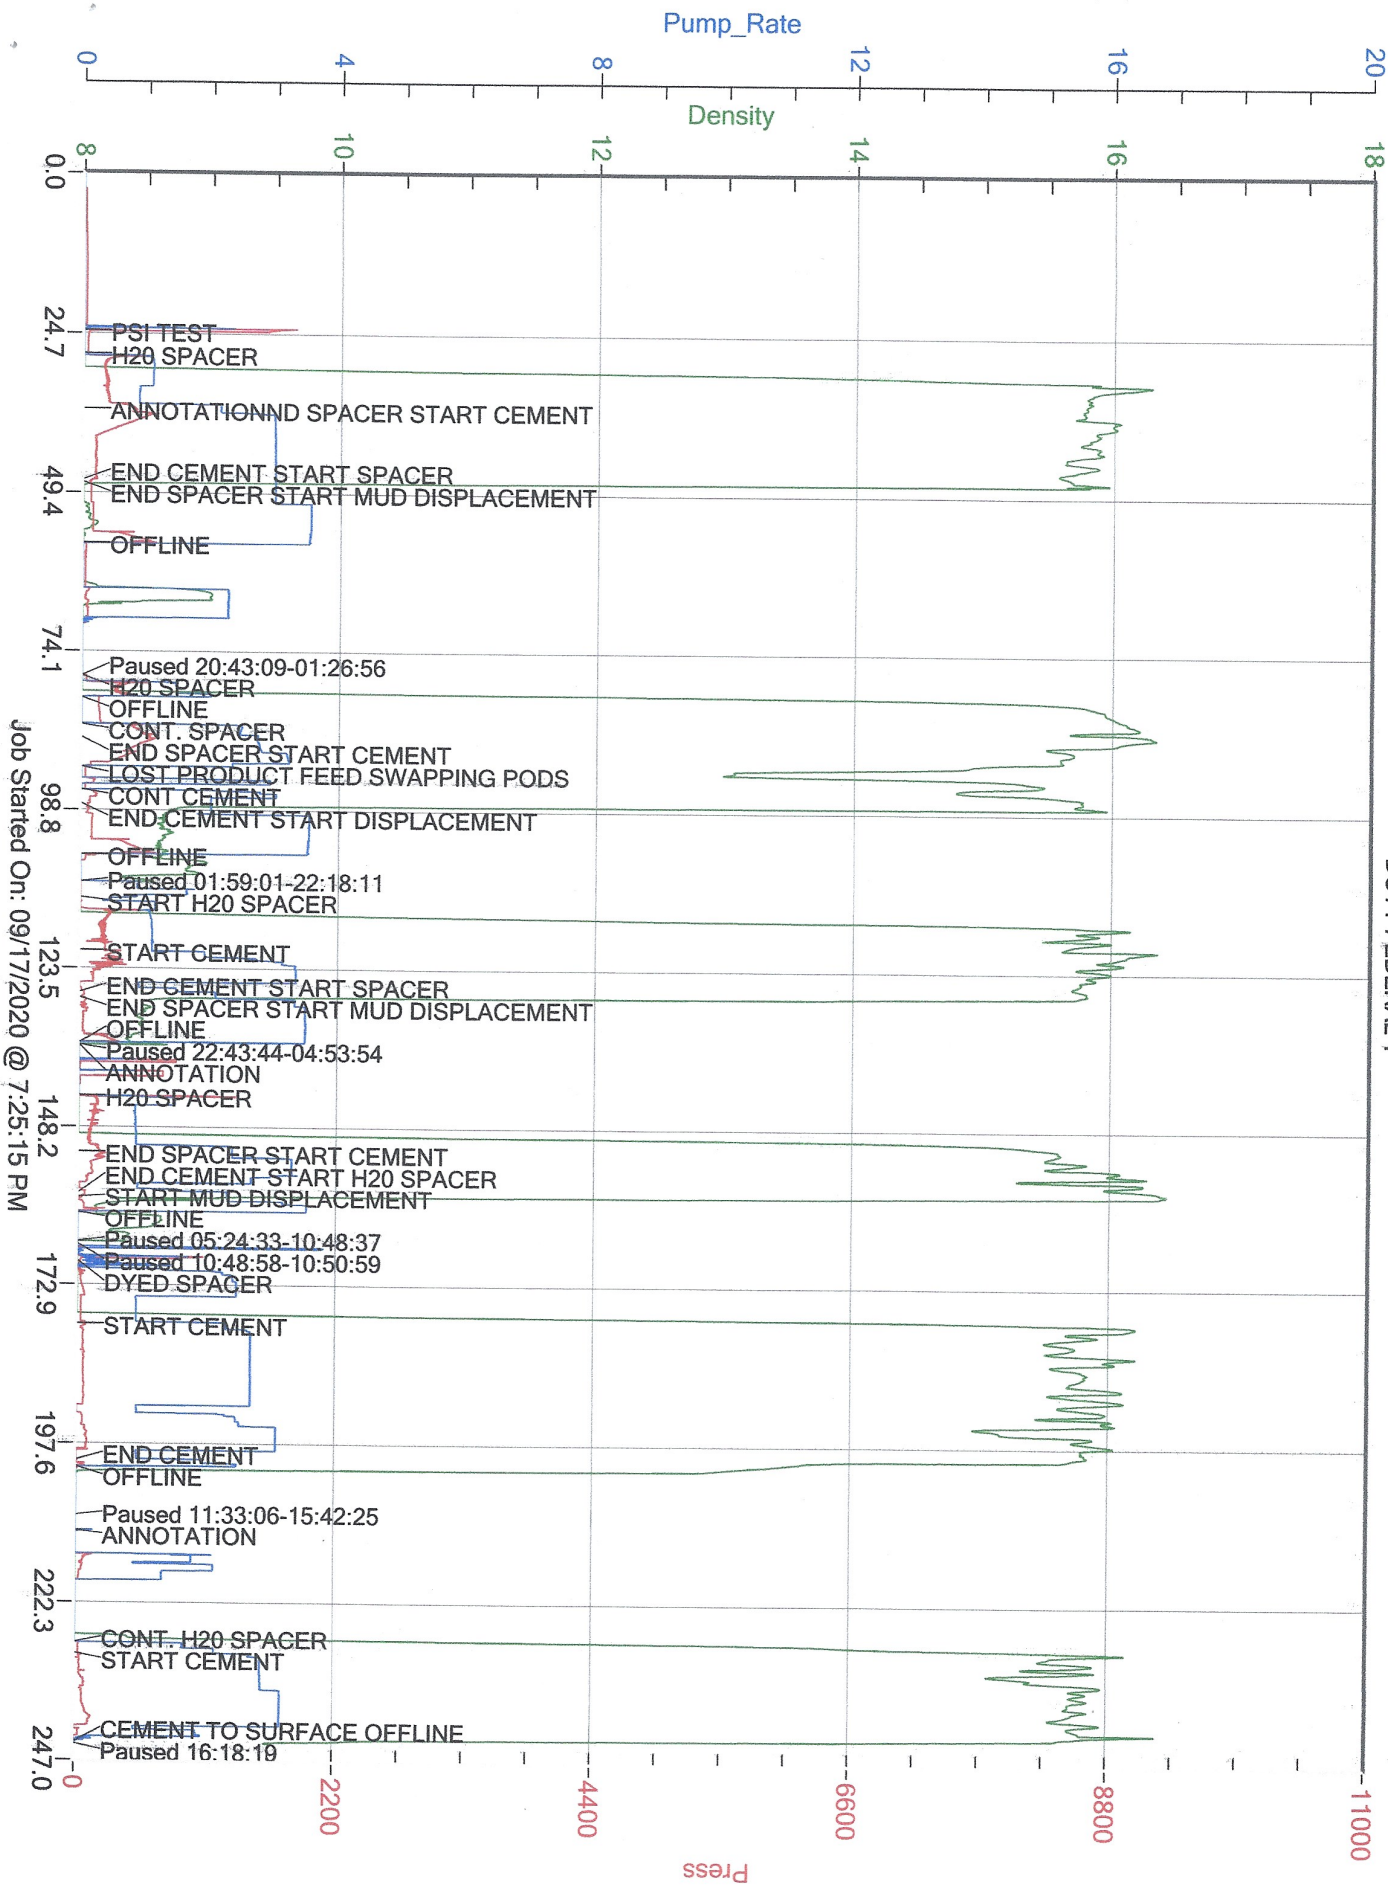 Pump_Rate
0 4 8 12 16 20
Density
8 10 12 14 16 18
0.0
24.7
PSI TEST
H20 SPACER
ANNOTATIONND SPACER START CEMENT
END CEMENT START SPACER
49.4
END SPACER START MUD DISPLACEMENT
OFFLINE
74.1
Paused 20:43:09-01:26:56
H20 SPACER
OFFLINE
CONT. SPACER
END SPACER START CEMENT
LOST PRODUCT FEED SWAPPING PODS
CONT CEMENT
98.8
END CEMENT START DISPLACEMENT
OFFLINE
Paused 01:59:01-22:18:11
START H20 SPACER
START CEMENT
123.5
END CEMENT START SPACER
END SPACER START MUD DISPLACEMENT
OFFLINE
Paused 22:43:44-04:53:54
ANNOTATION
H20 SPACER
148.2
END SPACER START CEMENT
END CEMENT START H20 SPACER
START MUD DISPLACEMENT
OFFLINE
Paused 05:24:33-10:48:37
Paused 10:48:58-10:50:59
DYED SPACER
172.9
START CEMENT
197.6
END CEMENT
OFFLINE
Paused 11:33:06-15:42:25
ANNOTATION
222.3
CONT. H20 SPACER
START CEMENT
CEMENT TO SURFACE OFFLINE
Paused 16:18:19
247.0
0 2200 4400 6600 8800 11000
Press
Job Started On: 09/17/2020 @ 7:25:15 PM